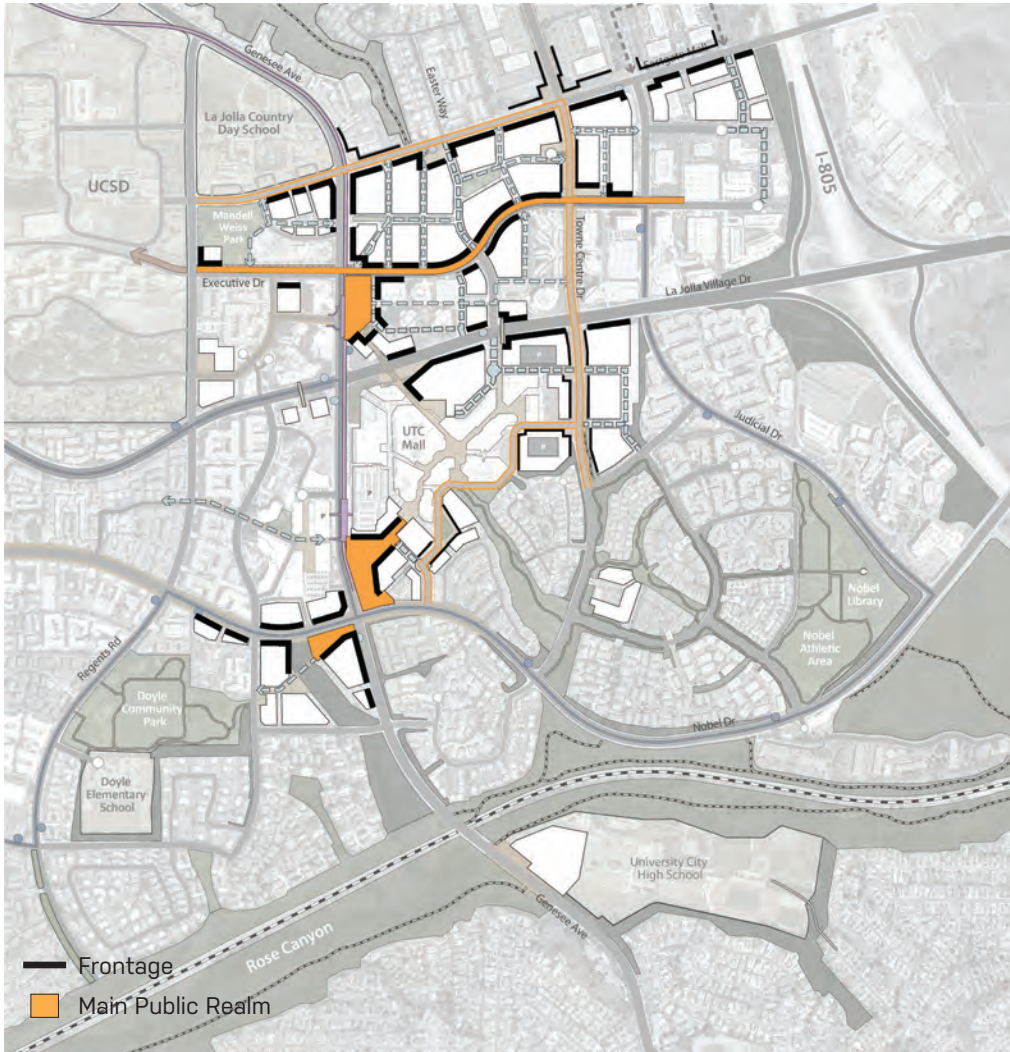 Genesee Ave
Eastgate Mall
Easter Way
La Jolla Country
Day School
I-805
UCSD
Mandell
Weiss
Park
Towne Centre Dr
Executive Dr
La Jolla Village Dr
P
UTC
Mall
Judicial Dr
P
P
P
Nobel
Library
Nobel
Athletic
Area
Regents Rd
Doyle
Community
Park
Nobel Dr
Doyle
Elementary
School
University City
High School
Genesee Ave
Rose Canyon
Frontage
Main Public Realm